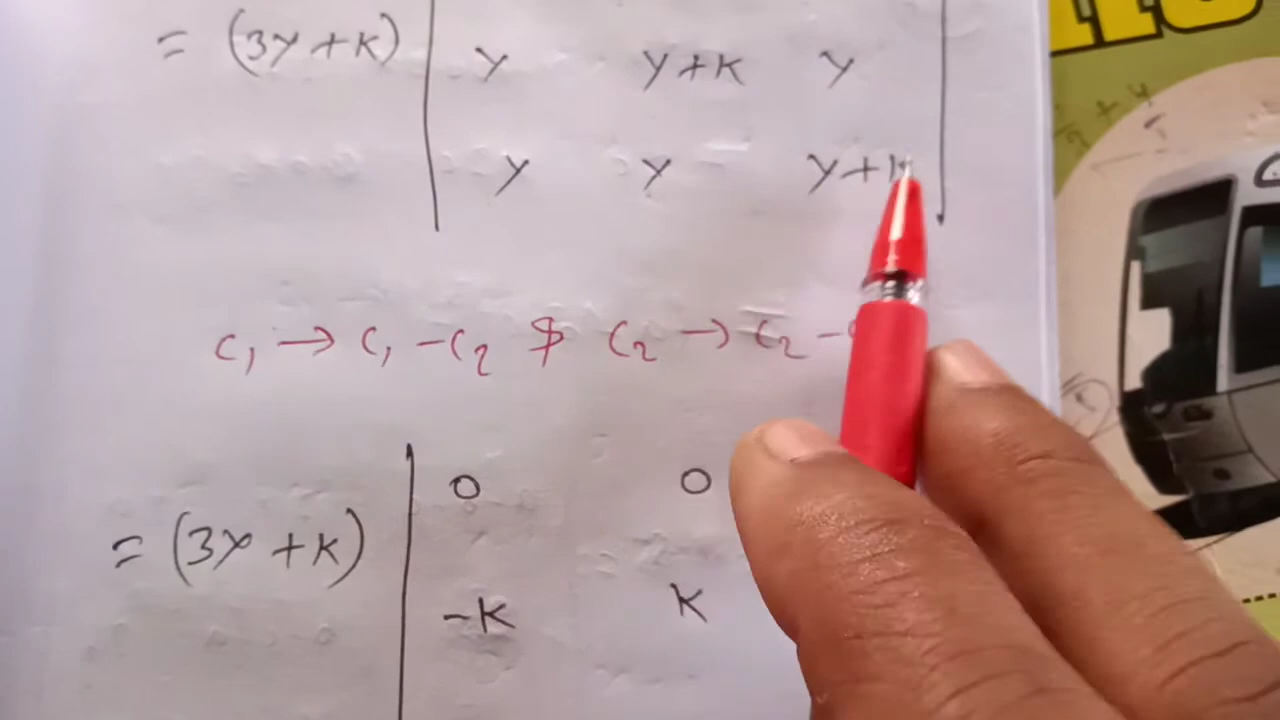 = (3y+k) | y y+k y |
y y y+k
C₁ → C₁ - C₂ $ C₂ → C₂ -
= (3y+k) | 0 0
-k k